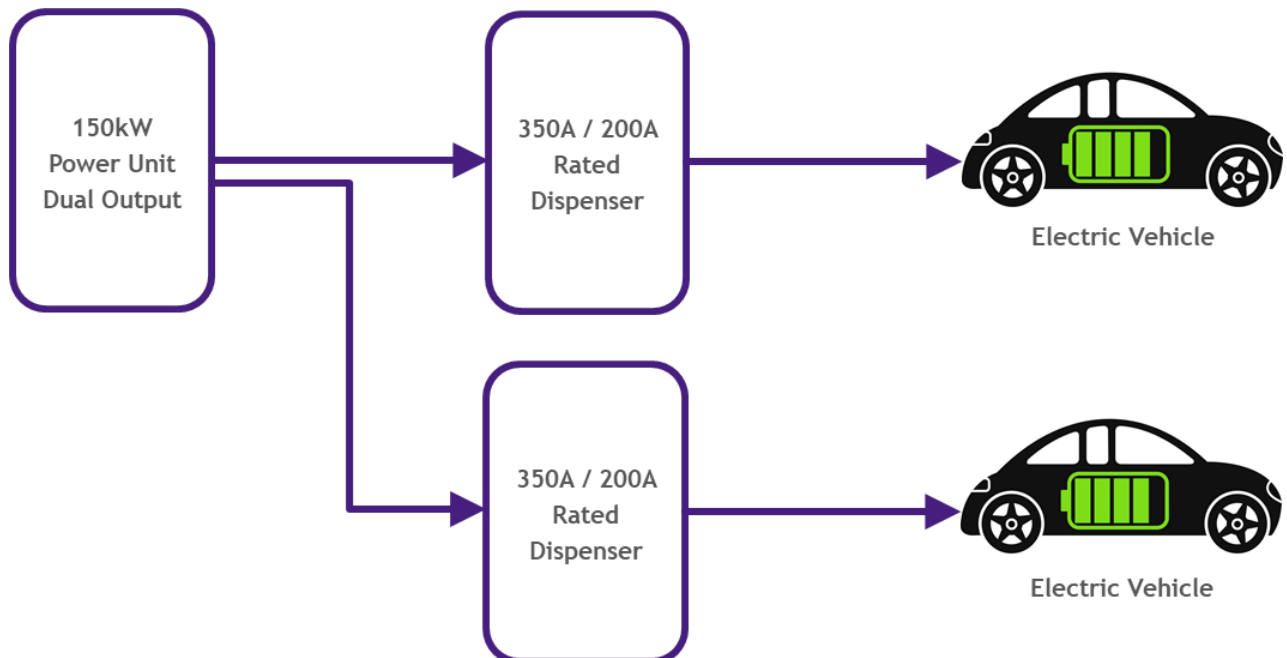 150kW
Power Unit
Dual Output
350A / 200A
Rated
Dispenser
Electric Vehicle
350A / 200A
Rated
Dispenser
Electric Vehicle